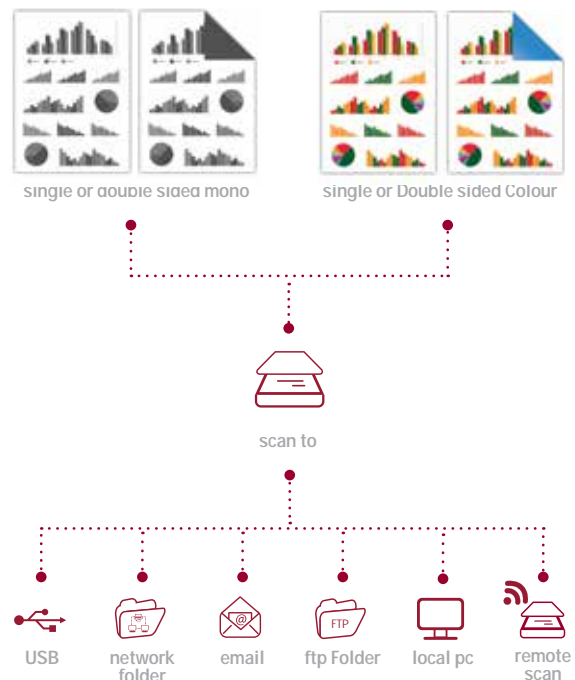 single or double sided mono
single or Double sided Colour
scan to
@
FTP
USB
network
folder
email
ftp Folder
local pc
remote
scan